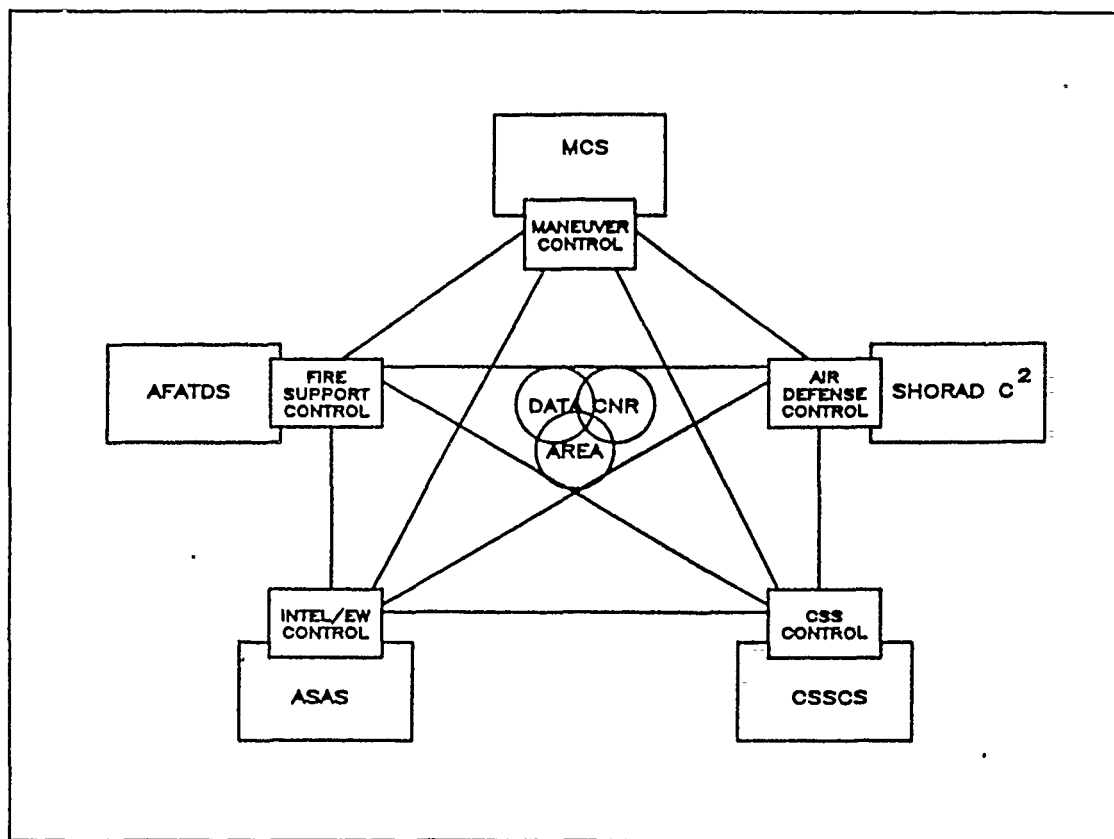 MCS
MANEUVER
CONTROL
AFATDS
FIRE
SUPPORT
CONTROL
DATA
CNR
AREA
AIR
DEFENSE
CONTROL
SHORAD C²
INTEL/EW
CONTROL
ASAS
CSS
CONTROL
CSSCS